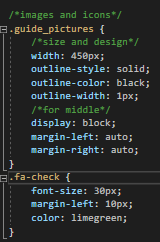 /*images and icons*/
.guide_pictures {
/*size and design*/
width: 450px;
outline-style: solid;
outline-color: black;
outline-width: 1px;
/*for middle*/
display: block;
margin-left: auto;
margin-right: auto;
}
.fa-check {
font-size: 30px;
margin-left: 10px;
color: limegreen;
}